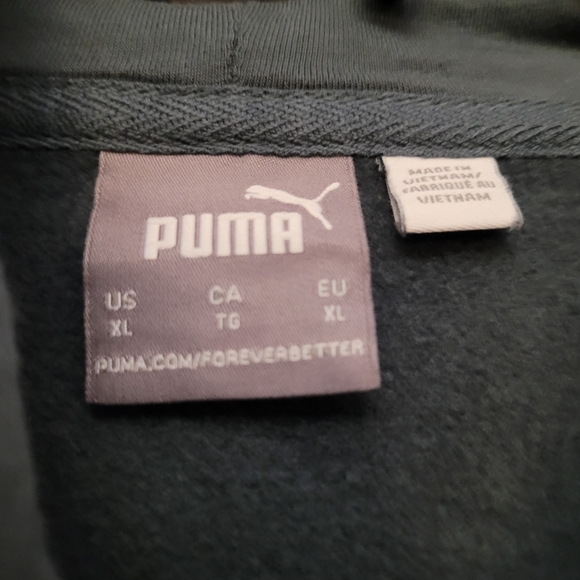 PUMA
US CA EU
XL TG XL
PUMA.COM/FOREVERBETTER
MADE IN
VIETNAM/
FABRIQUÉ AU
VIETNAM